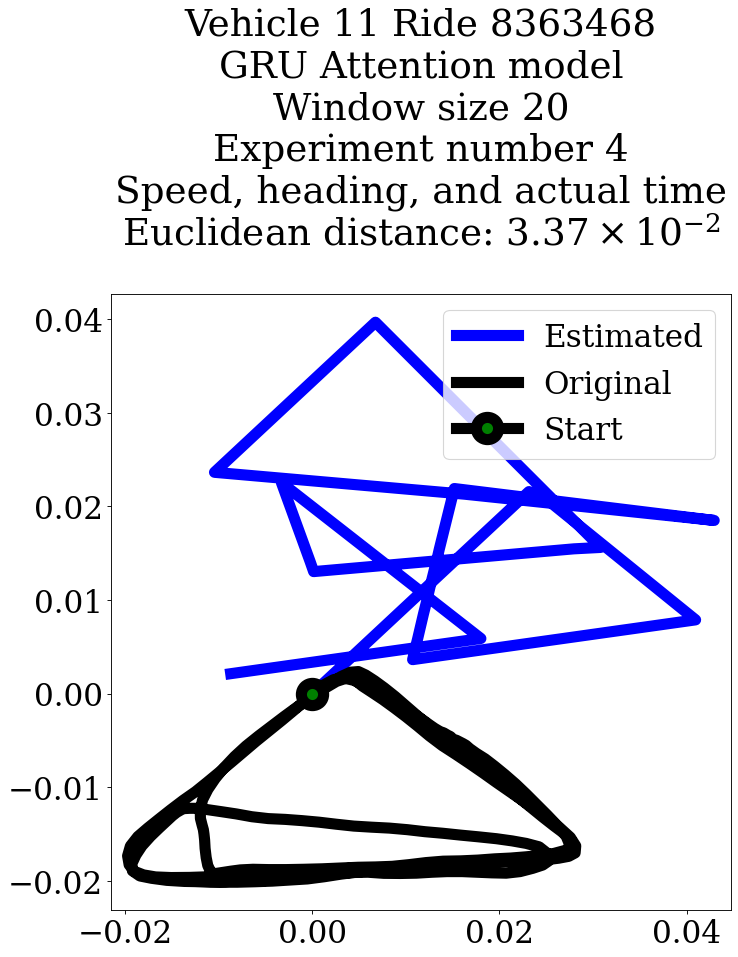 Vehicle 11 Ride 8363468
GRU Attention model
Window size 20
Experiment number 4
Speed, heading, and actual time
Euclidean distance: 3.37 × 10⁻²
Estimated
Original
Start
0.04
0.03
0.02
0.01
0.00
−0.01
−0.02
−0.02 0.00 0.02 0.04